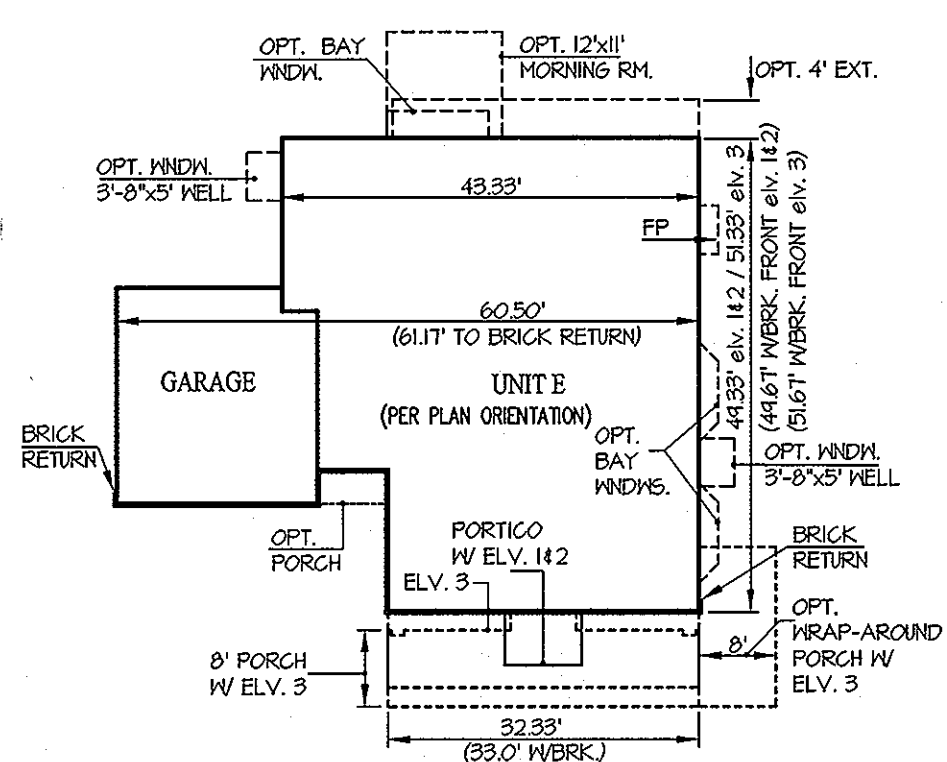 OPT. BAY
WNDW.
OPT. 12'x11'
MORNING RM.
OPT. 4' EXT.
OPT. WNDW.
3'-8"x5' WELL
43.33'
FP
49.33' elv. 1&2 / 51.33' elv. 3
(49.67' W/BRK. FRONT elv. 1&2)
(51.67' W/BRK. FRONT elv. 3)
60.50'
(61.17' TO BRICK RETURN)
GARAGE
UNIT E
(PER PLAN ORIENTATION)
BRICK
RETURN
OPT.
BAY
WNDWS.
OPT. WNDW.
3'-8"x5' WELL
OPT.
PORCH
PORTICO
W/ ELV. 1&2
ELV. 3
BRICK
RETURN
8' PORCH
W/ ELV. 3
8'
OPT.
WRAP-AROUND
PORCH W/
ELV. 3
32.33'
(33.0' W/BRK.)